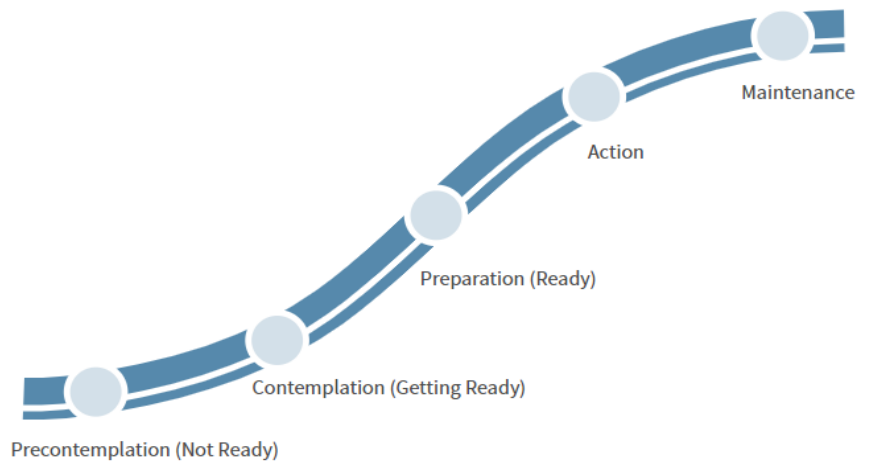 Maintenance
Action
Preparation (Ready)
Contemplation (Getting Ready)
Precontemplation (Not Ready)